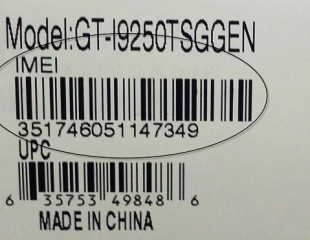 Model:GT-I9250TSGGEN
IMEI
351746051147349
UPC
6 35753 49848 6
MADE IN CHINA